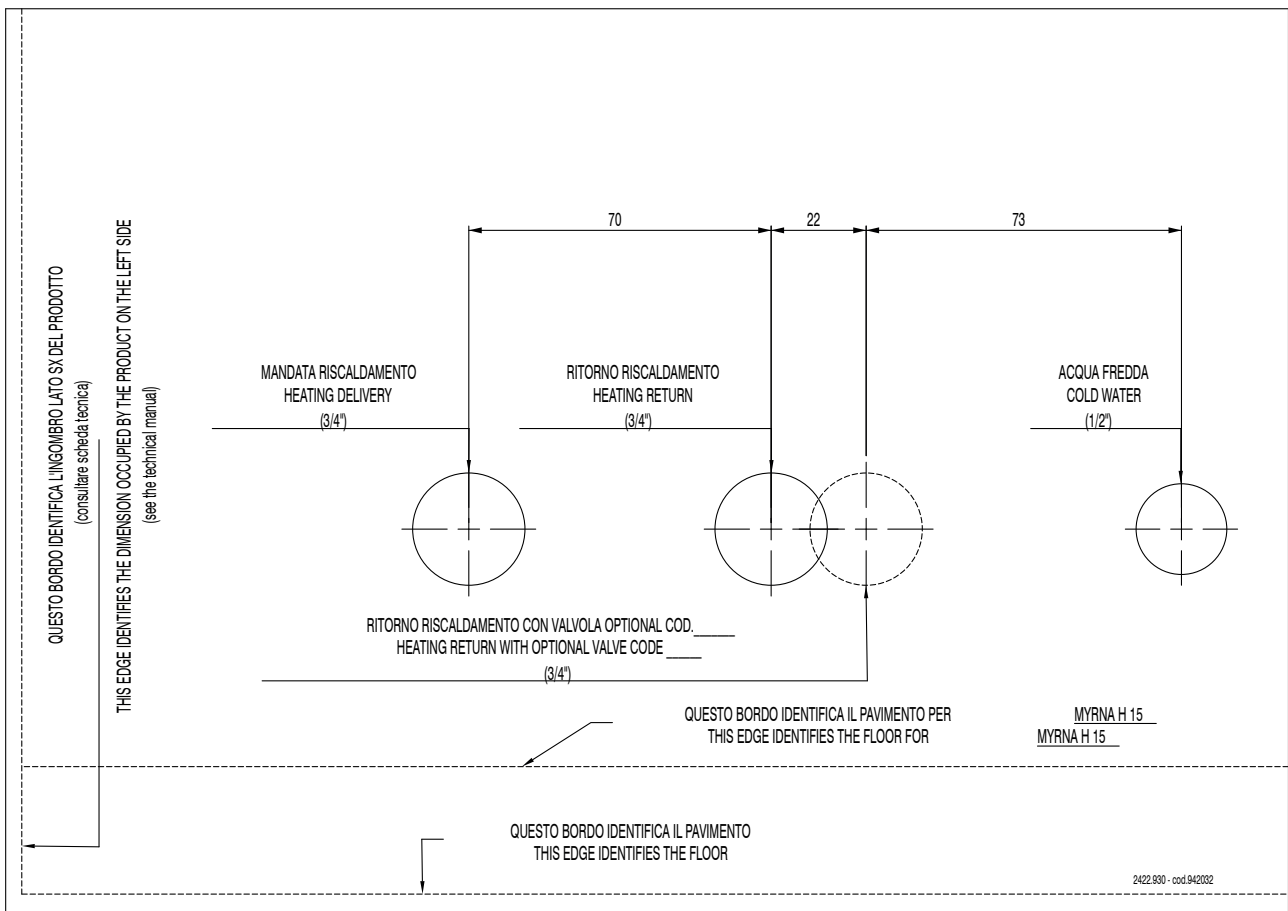 70
22
73
QUESTO BORDO IDENTIFICA L'INGOMBRO LATO SX DEL PRODOTTO
(consultare scheda tecnica)
THIS EDGE IDENTIFIES THE DIMENSION OCCUPIED BY THE PRODUCT ON THE LEFT SIDE
(see the technical manual)
MANDATA RISCALDAMENTO
HEATING DELIVERY
(3/4")
RITORNO RISCALDAMENTO
HEATING RETURN
(3/4")
ACQUA FREDDA
COLD WATER
(1/2")
RITORNO RISCALDAMENTO CON VALVOLA OPTIONAL COD.______
HEATING RETURN WITH OPTIONAL VALVE CODE _____
(3/4")
QUESTO BORDO IDENTIFICA IL PAVIMENTO PER MYRNA H 15
THIS EDGE IDENTIFIES THE FLOOR FOR MYRNA H 15
QUESTO BORDO IDENTIFICA IL PAVIMENTO
THIS EDGE IDENTIFIES THE FLOOR
2422.930 - cod.942032